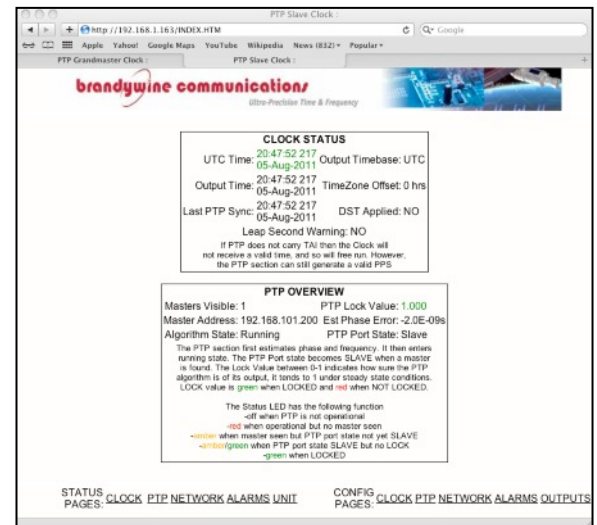 PTP Slave Clock :
http://192.168.1.163/INDEX.HTM
Google
Apple Yahoo! Google Maps YouTube Wikipedia News (832) Popular
PTP Grandmaster Clock : PTP Slave Clock :
brandywine communications
Ultra-Precision Time & Frequency
CLOCK STATUS
UTC Time: 20:47:52 217 05-Aug-2011 Output Timebase: UTC
Output Time: 20:47:52 217 05-Aug-2011 TimeZone Offset: 0 hrs
Last PTP Sync: 20:47:52 217 05-Aug-2011 DST Applied: NO
Leap Second Warning: NO
If PTP does not carry TAI then the Clock will
not receive a valid time, and so will free run. However,
the PTP section can still generate a valid PPS
PTP OVERVIEW
Masters Visible: 1 PTP Lock Value: 1.000
Master Address: 192.168.101.200 Est Phase Error: -2.0E-09s
Algorithm State: Running PTP Port State: Slave
The PTP section first estimates phase and frequency. It then enters
running state. The PTP Port state becomes SLAVE when a master
is found. The Lock Value between 0-1 indicates how sure the PTP
algorithm is of its output, it tends to 1 under steady state conditions.
LOCK value is green when LOCKED and red when NOT LOCKED.
The Status LED has the following function
-off when PTP is not operational
-red when operational but no master seen
-amber when master seen but PTP port state not yet SLAVE
-amber/green when PTP port state SLAVE but no LOCK
-green when LOCKED
STATUS PAGES: CLOCK PTP NETWORK ALARMS UNIT CONFIG PAGES: CLOCK PTP NETWORK ALARMS OUTPUTS